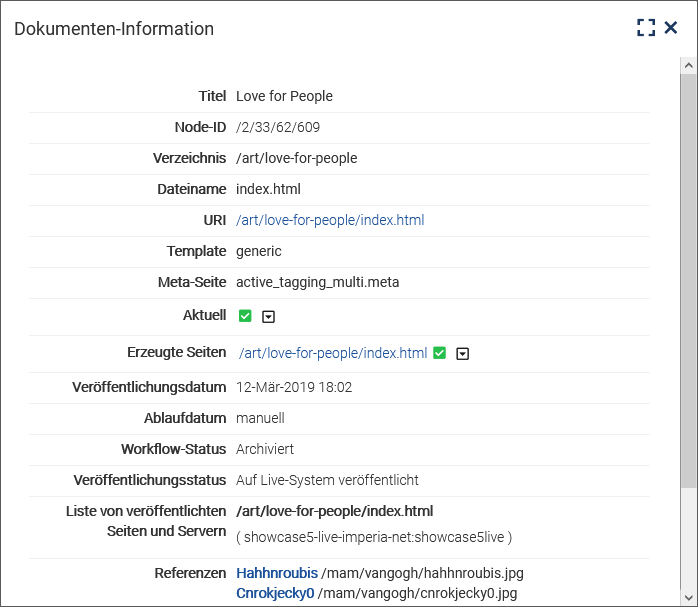 Dokumenten-Information
Titel Love for People
Node-ID /2/33/62/609
Verzeichnis /art/love-for-people
Dateiname index.html
URI /art/love-for-people/index.html
Template generic
Meta-Seite active_tagging_multi.meta
Aktuell
Erzeugte Seiten /art/love-for-people/index.html
Veröffentlichungsdatum 12-Mär-2019 18:02
Ablaufdatum manuell
Workflow-Status Archiviert
Veröffentlichungsstatus Auf Live-System veröffentlicht
Liste von veröffentlichten /art/love-for-people/index.html
Seiten und Servern ( showcase5-live-imperia-net:showcase5live )
Referenzen Hahhnroubis /mam/vangogh/hahhnroubis.jpg
Cnrokjecky0 /mam/vangogh/cnrokjecky0.jpg